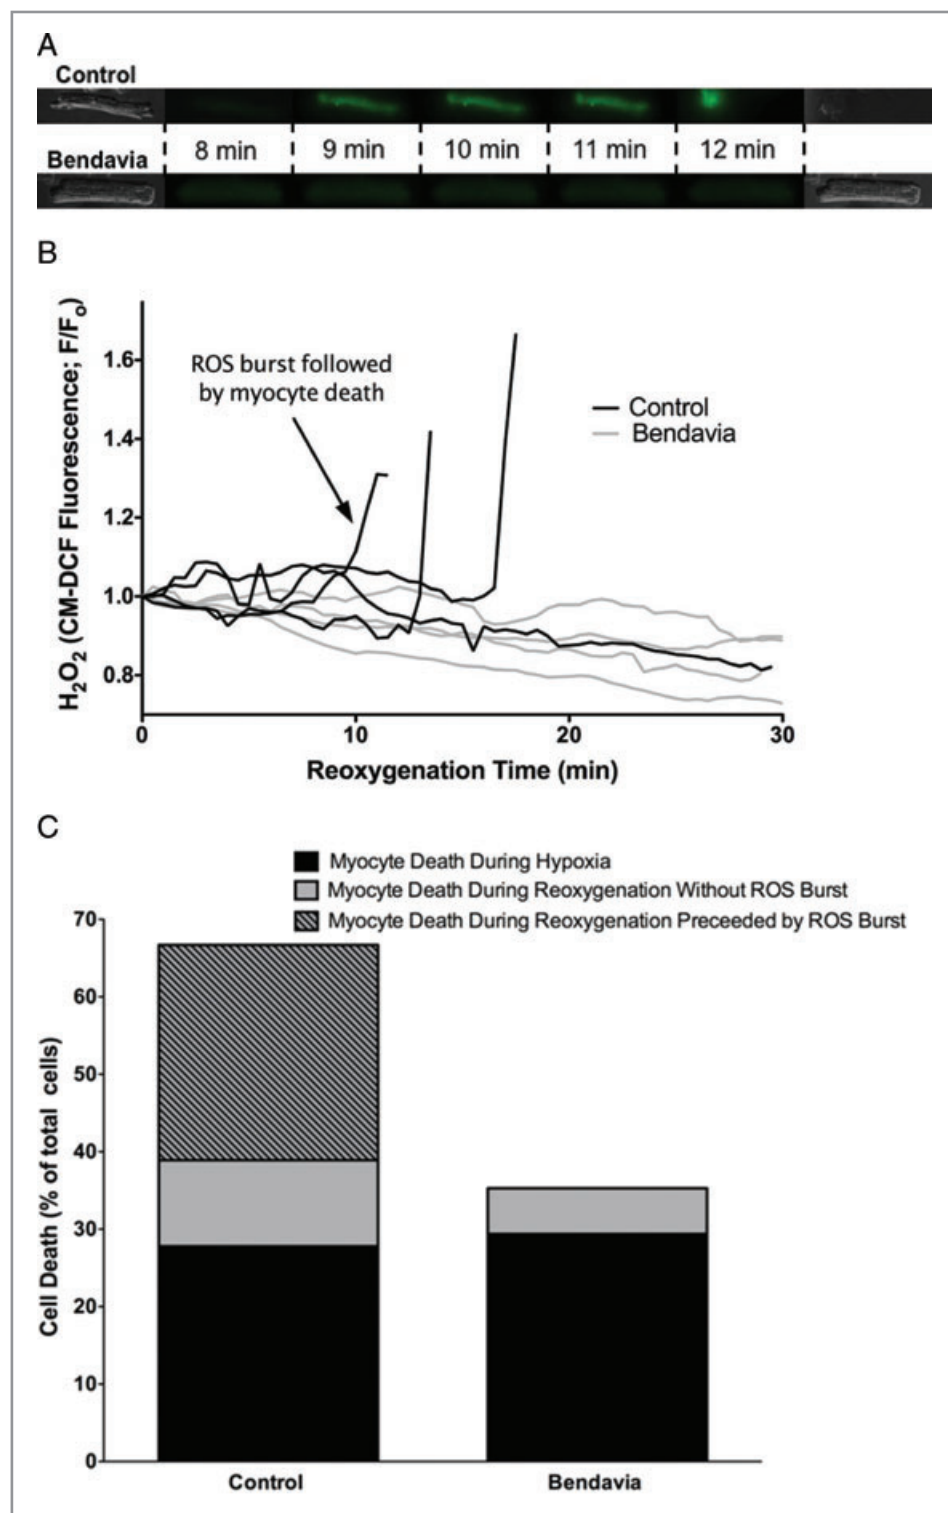 A
Control
8 min 9 min 10 min 11 min 12 min
Bendavia
B
H₂O₂ (CM-DCF Fluorescence; F/Fo)
1.6
1.4
1.2
1.0
0.8
ROS burst followed
by myocyte death
Control
Bendavia
0 10 20 30
Reoxygenation Time (min)
C
Myocyte Death During Hypoxia
Myocyte Death During Reoxygenation Without ROS Burst
Myocyte Death During Reoxygenation Preceeded by ROS Burst
Cell Death (% of total cells)
70
60
50
40
30
20
10
0
Control Bendavia